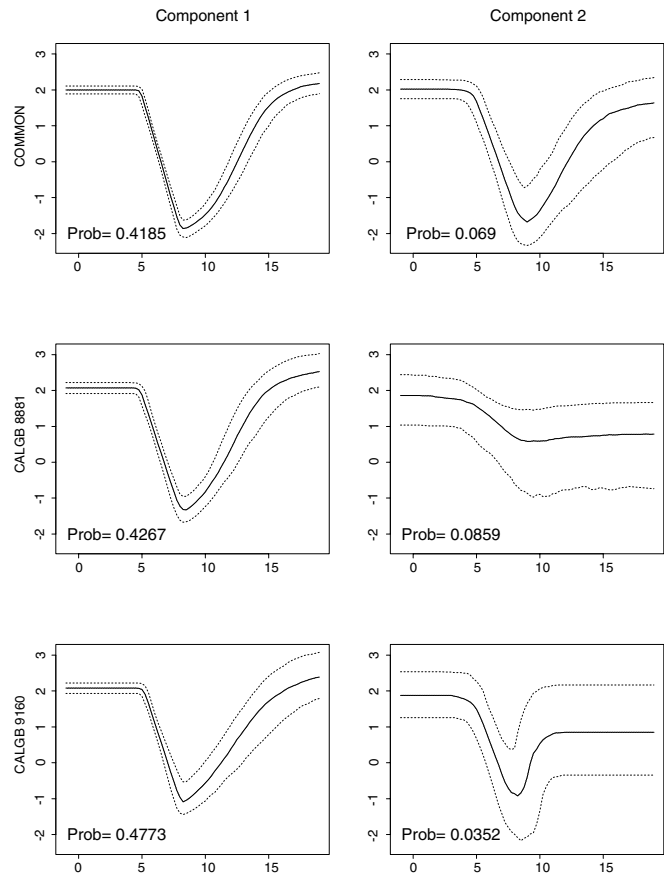 Component 1
Component 2
COMMON
3
2
1
0
-1
-2
Prob= 0.4185
0 5 10 15
3
2
1
0
-1
-2
Prob= 0.069
0 5 10 15
CALGB 8881
3
2
1
0
-1
-2
Prob= 0.4267
0 5 10 15
3
2
1
0
-1
-2
Prob= 0.0859
0 5 10 15
CALGB 9160
3
2
1
0
-1
-2
Prob= 0.4773
0 5 10 15
3
2
1
0
-1
-2
Prob= 0.0352
0 5 10 15